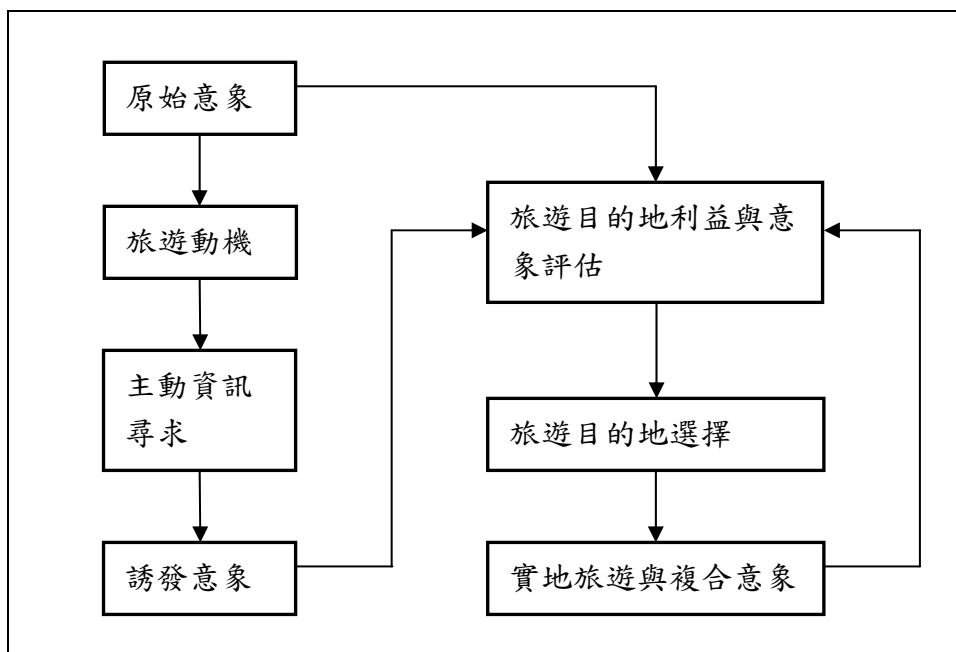 原始意象
旅遊動機
主動資訊
尋求
誘發意象
旅遊目的地利益與意
象評估
旅遊目的地選擇
實地旅遊與複合意象